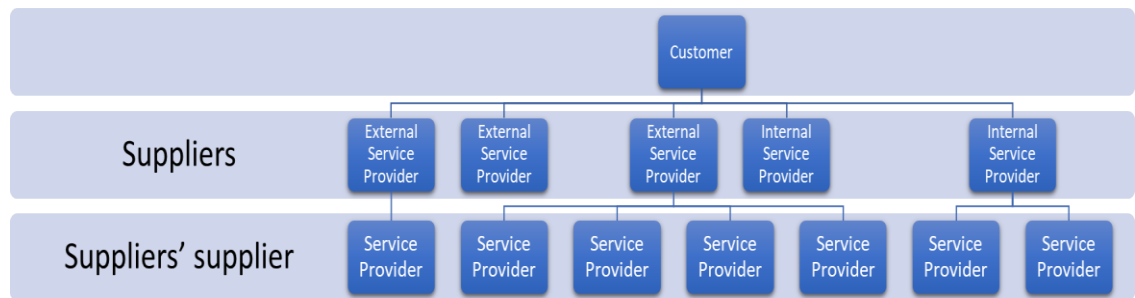 Customer
Suppliers
External
Service
Provider
External
Service
Provider
External
Service
Provider
Internal
Service
Provider
Internal
Service
Provider
Suppliers' supplier
Service
Provider
Service
Provider
Service
Provider
Service
Provider
Service
Provider
Service
Provider
Service
Provider